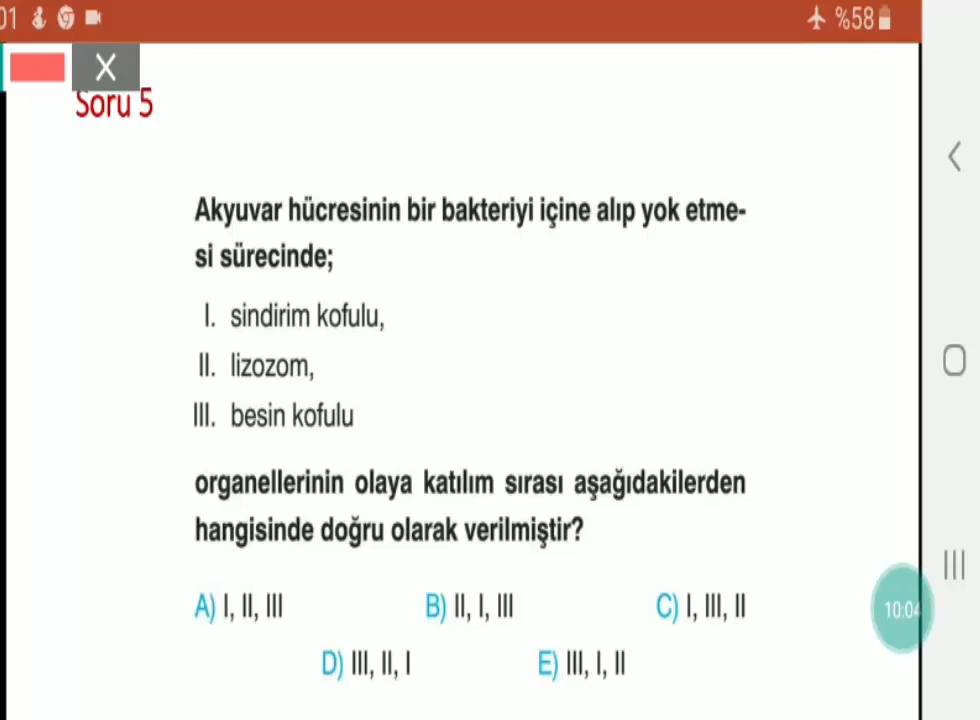 01 %58
X
Soru 5
Akyuvar hücresinin bir bakteriyi içine alıp yok etme-
si sürecinde;
I. sindirim kofulu,
II. lizozom,
III. besin kofulu
organellerinin olaya katılım sırası aşağıdakilerden
hangisinde doğru olarak verilmiştir?
A) I, II, III B) II, I, III C) I, III, II
10:04
D) III, II, I E) III, I, II